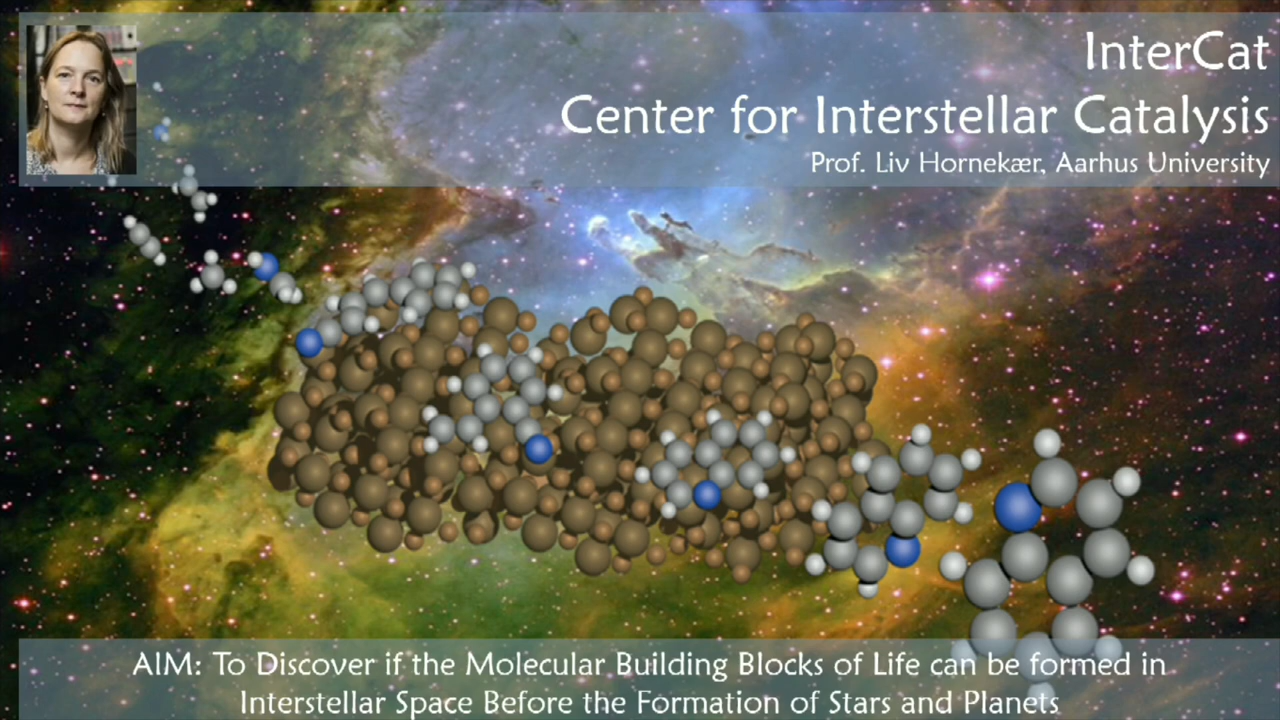 InterCat
Center for Interstellar Catalysis
Prof. Liv Hornekær, Aarhus University
AIM: To Discover if the Molecular Building Blocks of Life can be formed in
Interstellar Space Before the Formation of Stars and Planets